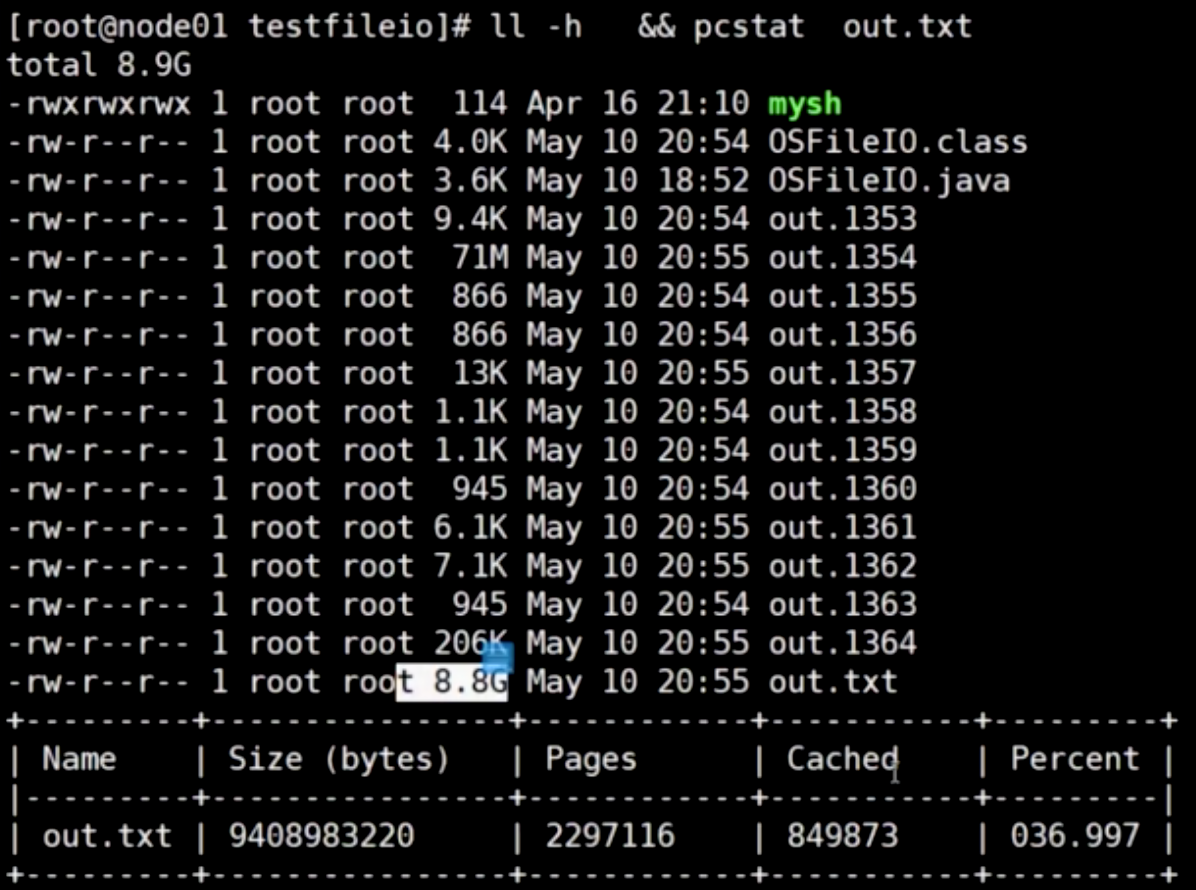 [root@node01 testfileio]# ll -h   && pcstat  out.txt
total 8.9G
-rwxrwxrwx 1 root root  114 Apr 16 21:10 mysh
-rw-r--r-- 1 root root 4.0K May 10 20:54 OSFileIO.class
-rw-r--r-- 1 root root 3.6K May 10 18:52 OSFileIO.java
-rw-r--r-- 1 root root 9.4K May 10 20:54 out.1353
-rw-r--r-- 1 root root  71M May 10 20:55 out.1354
-rw-r--r-- 1 root root  866 May 10 20:54 out.1355
-rw-r--r-- 1 root root  866 May 10 20:54 out.1356
-rw-r--r-- 1 root root  13K May 10 20:55 out.1357
-rw-r--r-- 1 root root 1.1K May 10 20:54 out.1358
-rw-r--r-- 1 root root 1.1K May 10 20:54 out.1359
-rw-r--r-- 1 root root  945 May 10 20:54 out.1360
-rw-r--r-- 1 root root 6.1K May 10 20:55 out.1361
-rw-r--r-- 1 root root 7.1K May 10 20:55 out.1362
-rw-r--r-- 1 root root  945 May 10 20:54 out.1363
-rw-r--r-- 1 root root 206K May 10 20:55 out.1364
-rw-r--r-- 1 root root 8.8G May 10 20:55 out.txt
+---------+----------------+------------+-----------+---------+
| Name    | Size (bytes)   | Pages      | Cached    | Percent |
|---------+----------------+------------+-----------+---------|
| out.txt | 9408983220     | 2297116    | 849873    | 036.997 |
+---------+----------------+------------+-----------+---------+